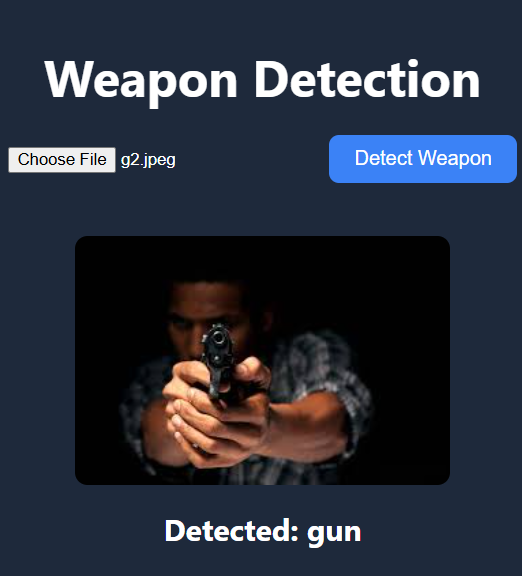 Weapon Detection
Choose File g2.jpeg
Detect Weapon
Detected: gun